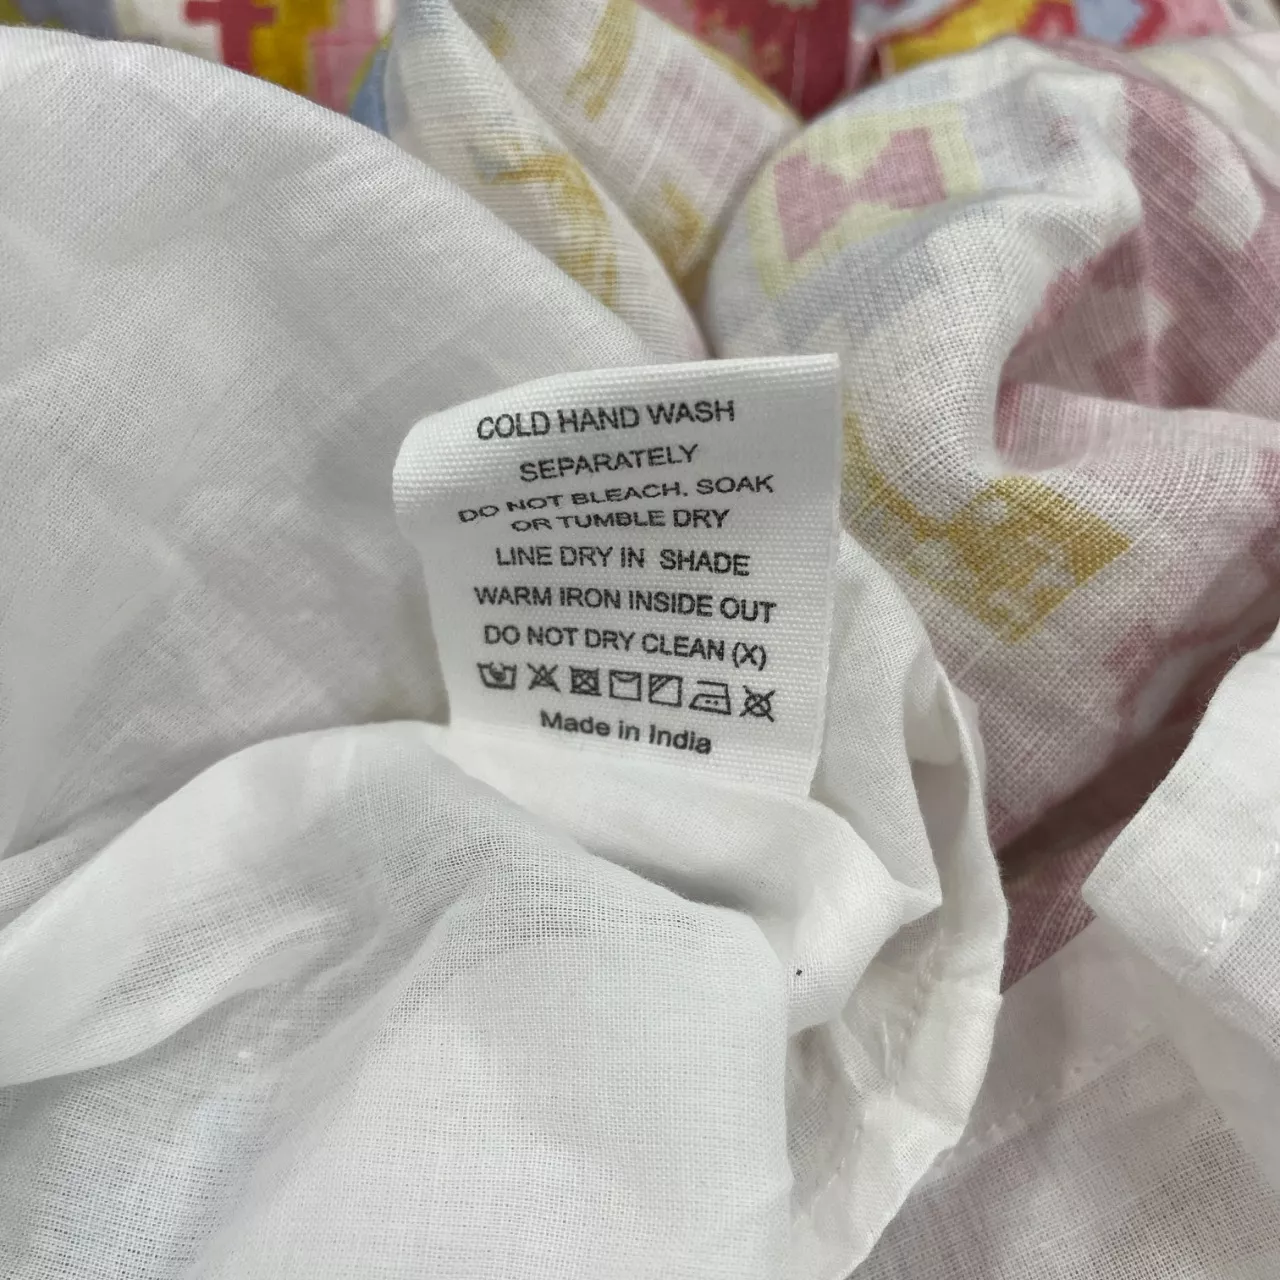 COLD HAND WASH
SEPARATELY
DO NOT BLEACH, SOAK
OR TUMBLE DRY
LINE DRY IN SHADE
WARM IRON INSIDE OUT
DO NOT DRY CLEAN (X)
Made in India